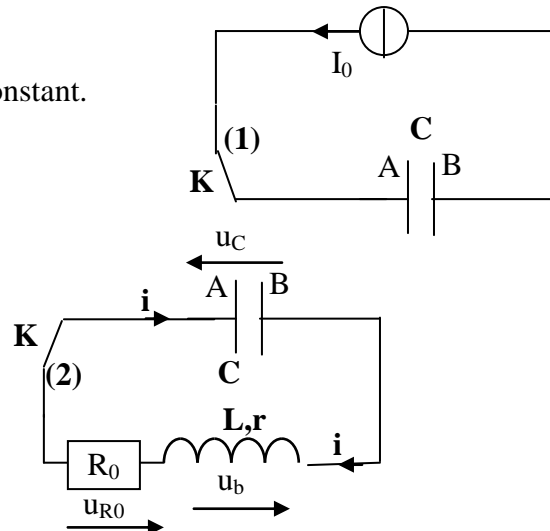 I₀
onstant.
C
(1)
A B
K
u_C
A B
i
K
(2)
C
L,r
R₀
i
u_b
u_R0